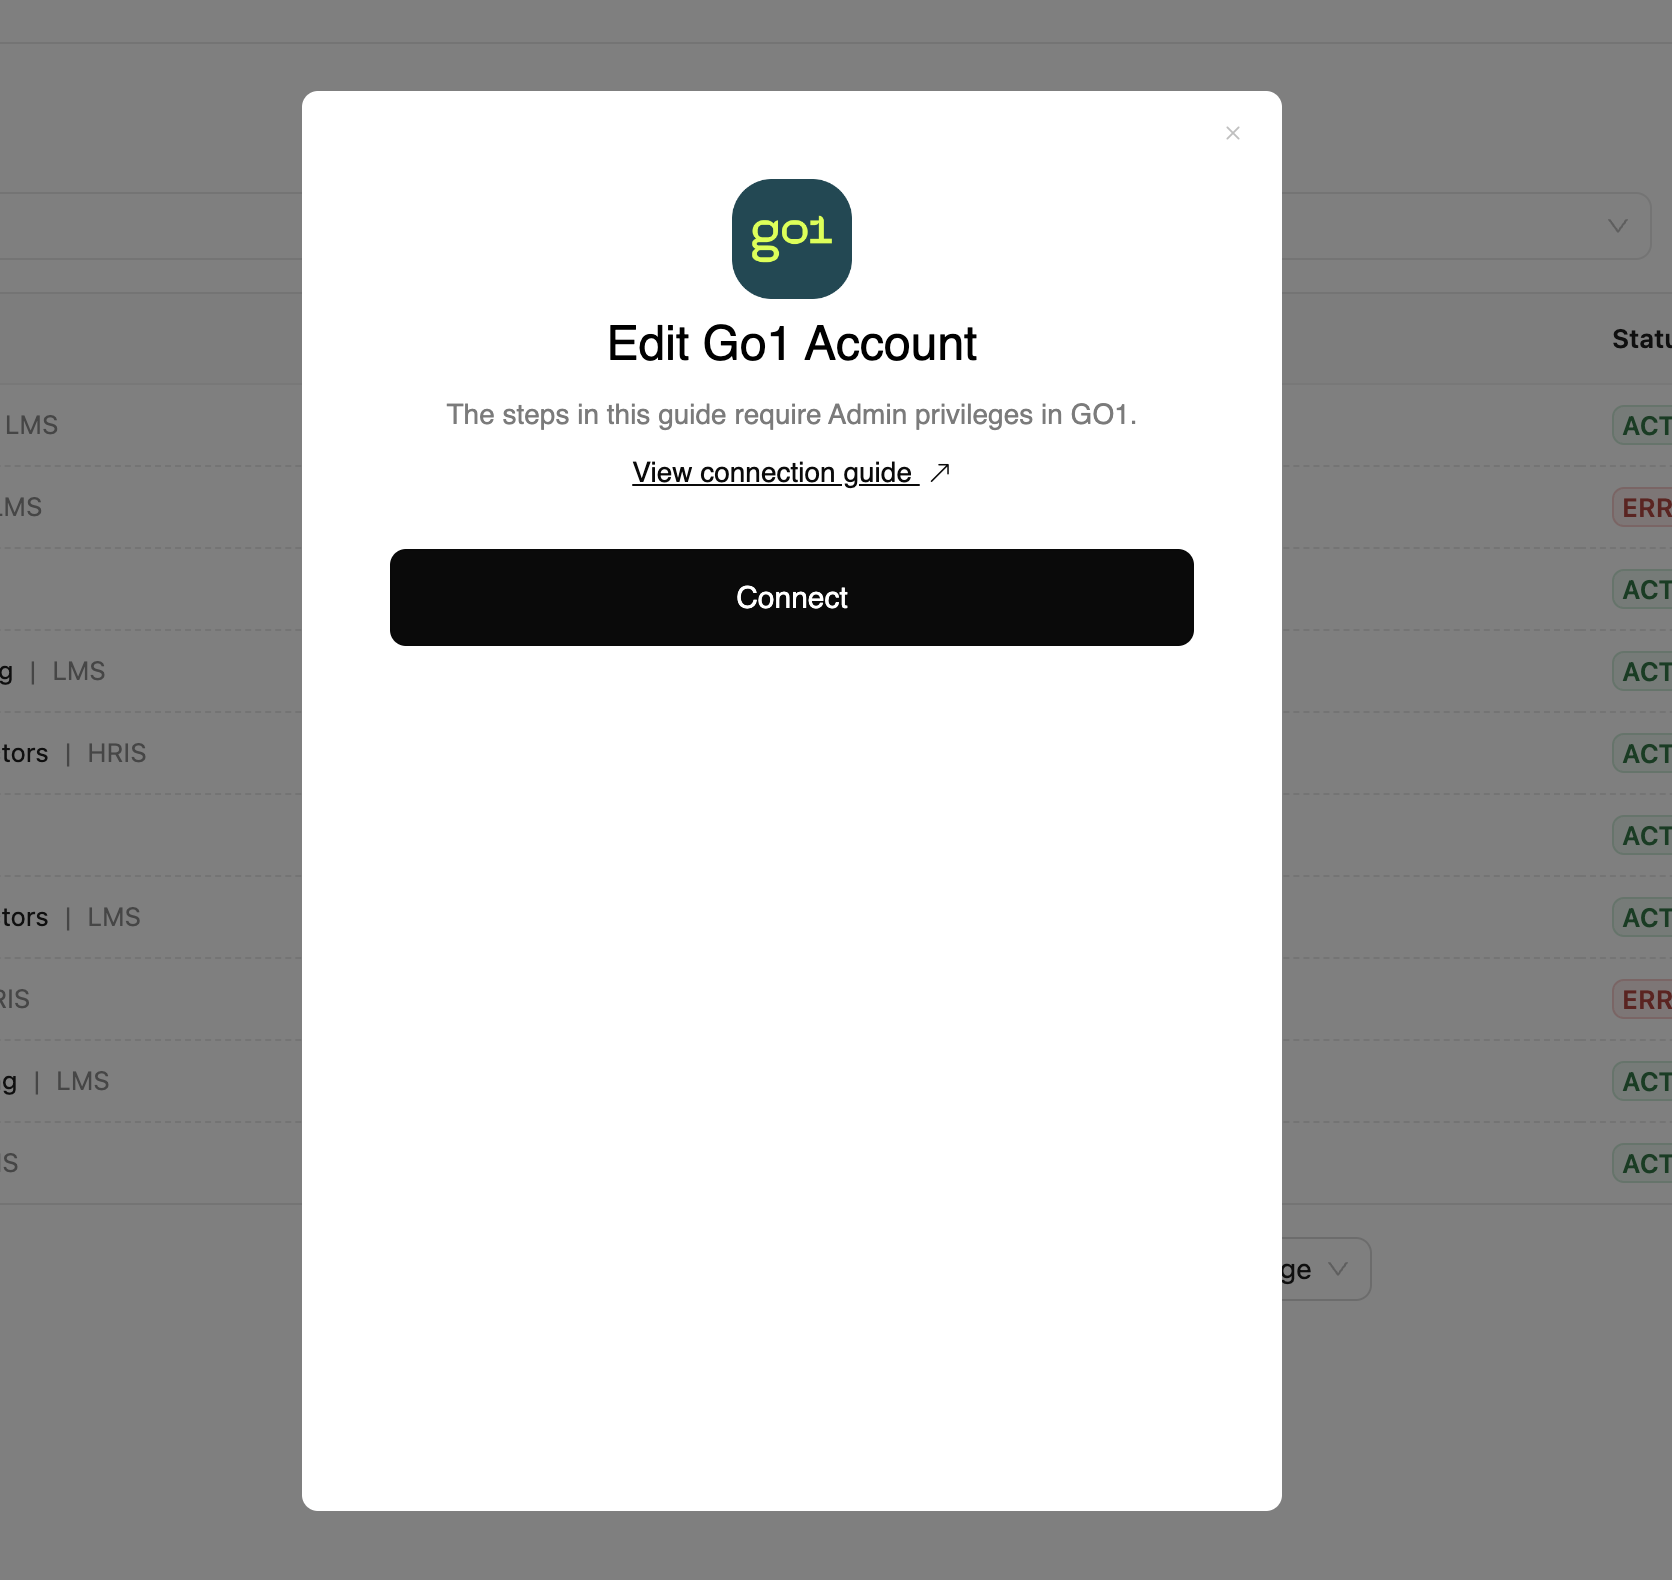 go1
Edit Go1 Account
The steps in this guide require Admin privileges in GO1.
View connection guide
Connect
LMS
LMS
g | LMS
tors | HRIS
tors | LMS
RIS
g | LMS
S
Statu
ACT
ERR
ACT
ACT
ACT
ACT
ACT
ERR
ACT
ACT
ge